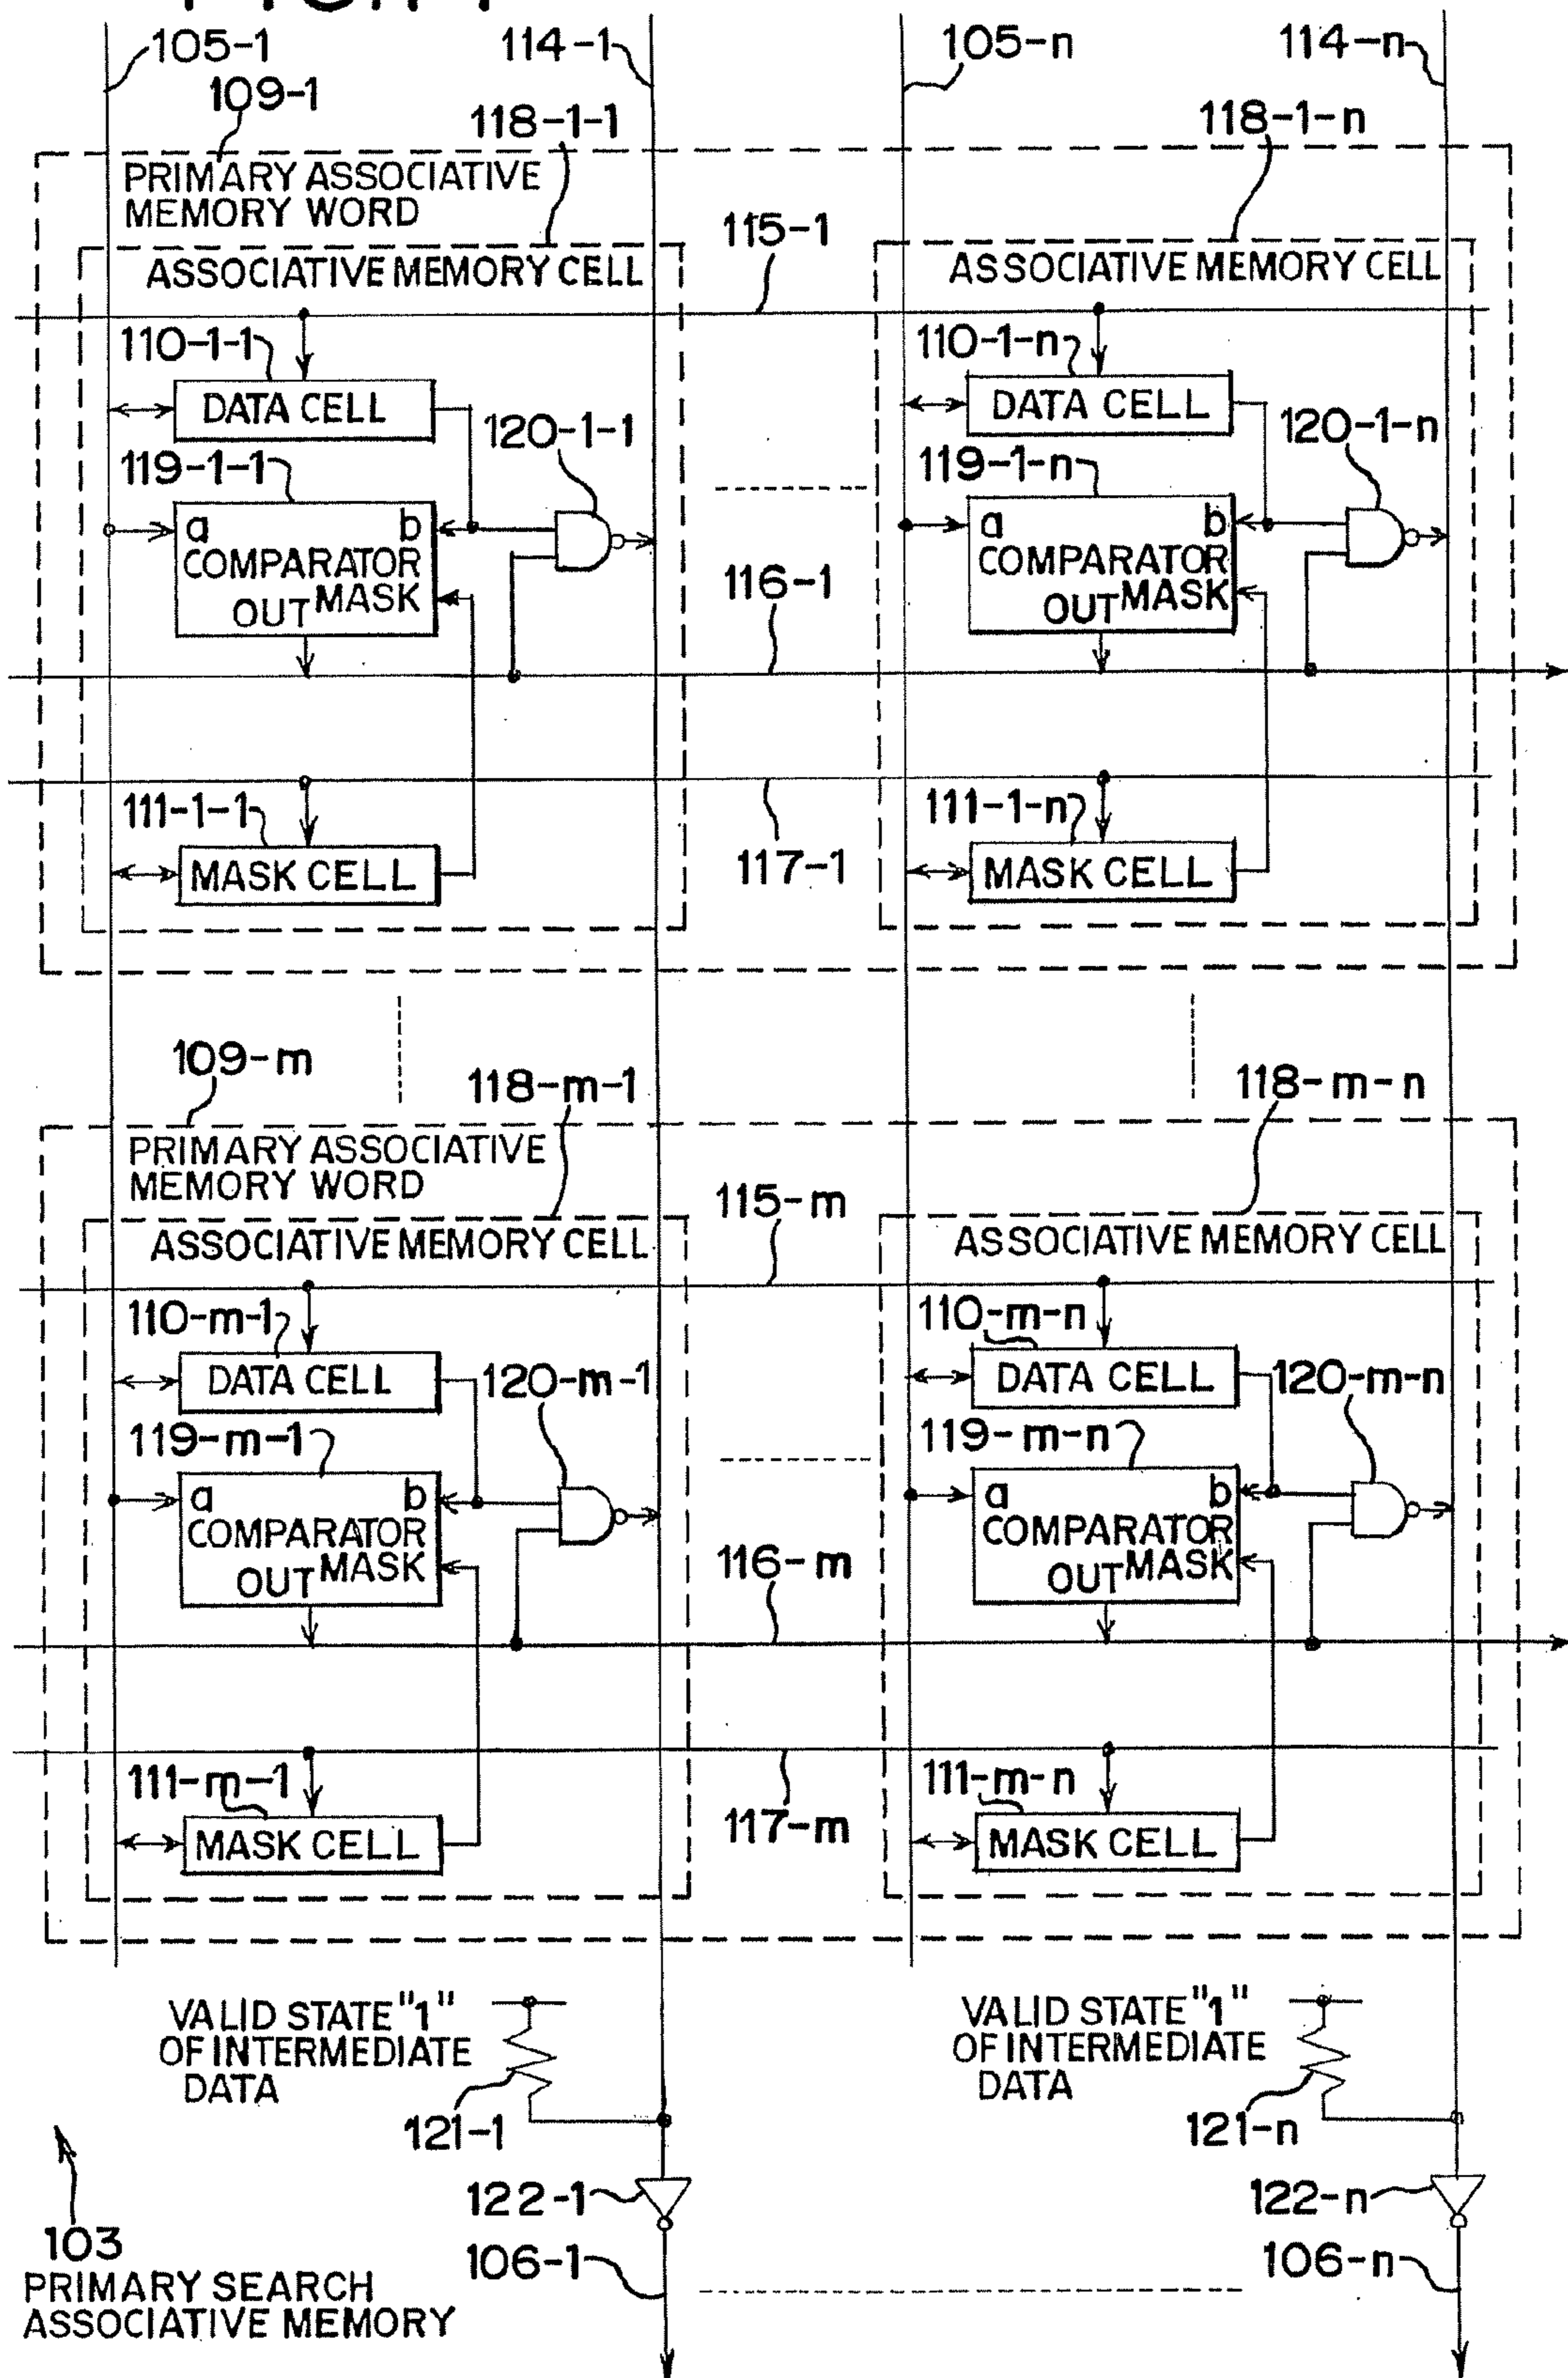 105-1 114-1 105-n 114-n
109-1
118-1-1 118-1-n
PRIMARY ASSOCIATIVE
MEMORY WORD
115-1
ASSOCIATIVE MEMORY CELL ASSOCIATIVE MEMORY CELL
110-1-1 110-1-n
DATA CELL DATA CELL
120-1-1 120-1-n
119-1-1 119-1-n
a b a b
COMPARATOR COMPARATOR
OUT MASK OUT MASK
116-1
111-1-1 111-1-n
117-1
MASK CELL MASK CELL
109-m
118-m-1 118-m-n
PRIMARY ASSOCIATIVE
MEMORY WORD
115-m
ASSOCIATIVE MEMORY CELL ASSOCIATIVE MEMORY CELL
110-m-1 110-m-n
DATA CELL DATA CELL
120-m-1 120-m-n
119-m-1 119-m-n
a b a b
COMPARATOR COMPARATOR
OUT MASK OUT MASK
116-m
111-m-1 111-m-n
117-m
MASK CELL MASK CELL
VALID STATE "1" VALID STATE "1"
OF INTERMEDIATE OF INTERMEDIATE
DATA DATA
121-1 121-n
122-1 122-n
103
106-1 106-n
PRIMARY SEARCH
ASSOCIATIVE MEMORY